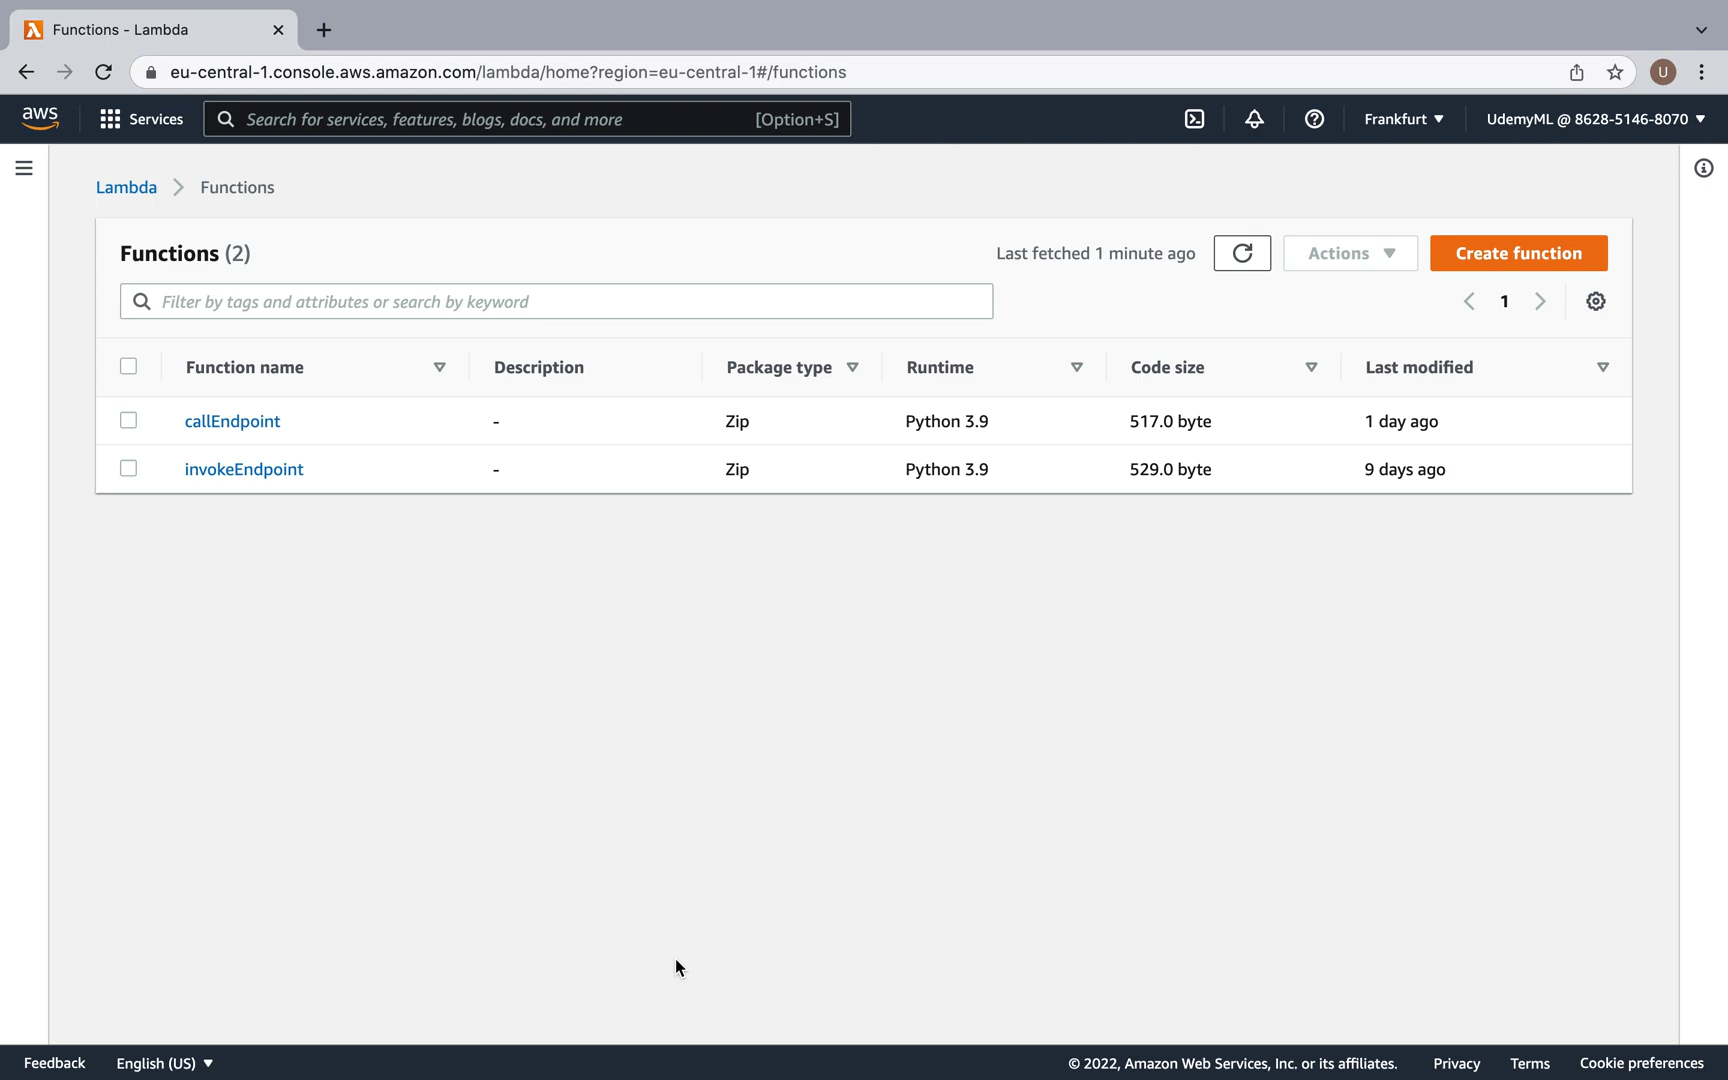 Functions - Lambda
eu-central-1.console.aws.amazon.com/lambda/home?region=eu-central-1#/functions
U
aws
Services
Search for services, features, blogs, docs, and more
[Option+S]
Frankfurt
UdemyML @ 8628-5146-8070
Lambda
Functions
Functions (2)
Last fetched 1 minute ago
Actions
Create function
Filter by tags and attributes or search by keyword
1
Function name Description Package type Runtime Code size Last modified
callEndpoint - Zip Python 3.9 517.0 byte 1 day ago
invokeEndpoint - Zip Python 3.9 529.0 byte 9 days ago
Feedback English (US) © 2022, Amazon Web Services, Inc. or its affiliates. Privacy Terms Cookie preferences